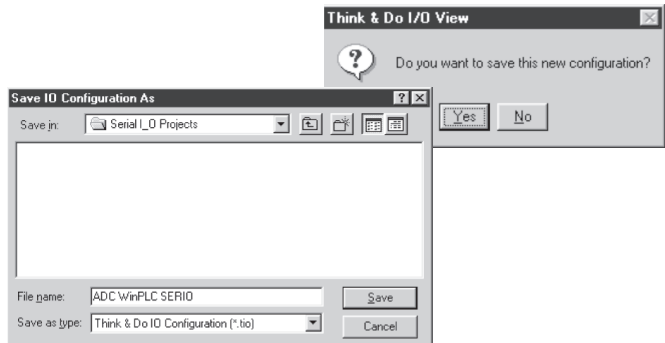 Think & Do I/O View
Do you want to save this new configuration?
Yes No
Save IO Configuration As
Save in: Serial I_O Projects
File name: ADC WinPLC SERIO Save
Save as type: Think & Do IO Configuration (*.tio) Cancel